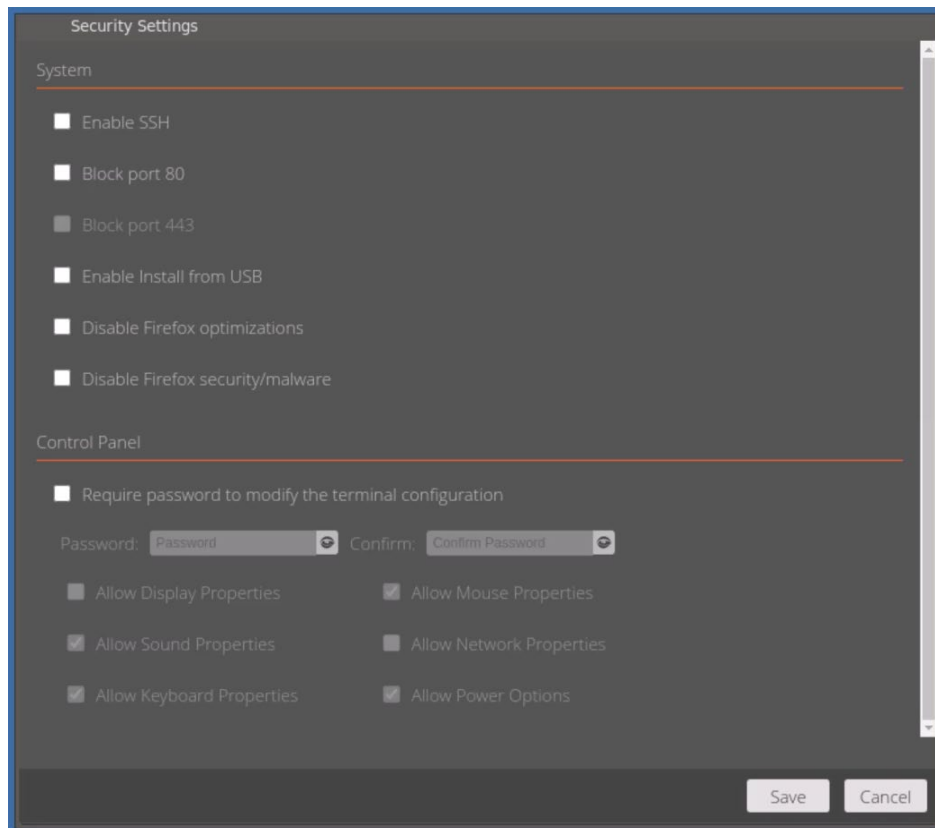 Security Settings
System
Enable SSH
Block port 80
Block port 443
Enable Install from USB
Disable Firefox optimizations
Disable Firefox security/malware
Control Panel
Require password to modify the terminal configuration
Password: Password Confirm: Confirm Password
Allow Display Properties Allow Mouse Properties
Allow Sound Properties Allow Network Properties
Allow Keyboard Properties Allow Power Options
Save Cancel